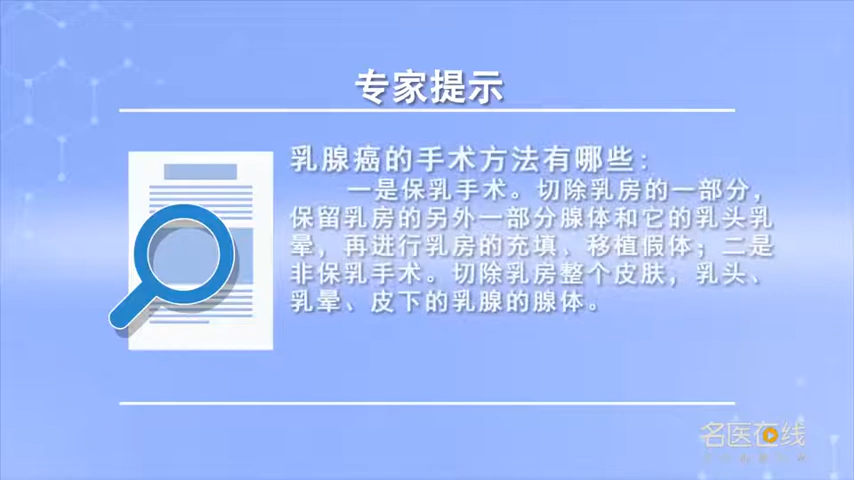 专家提示
乳腺癌的手术方法有哪些：
一是保乳手术。切除乳房的一部分，
保留乳房的另外一部分腺体和它的乳头乳
晕，再进行乳房的充填、移植假体；二是
非保乳手术。切除乳房整个皮肤，乳头、
乳晕、皮下的乳腺的腺体。
名医在线